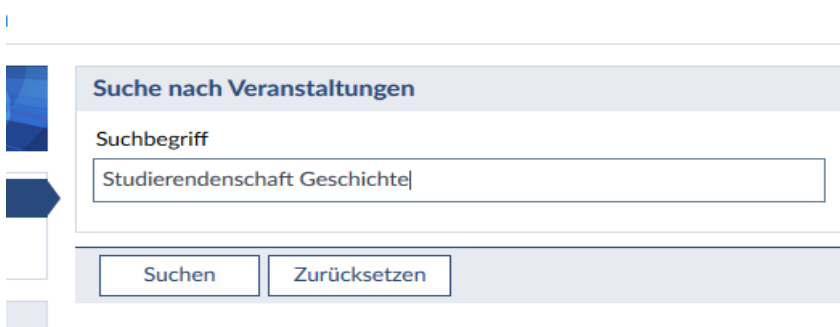 Suche nach Veranstaltungen
Suchbegriff
Studierendenschaft Geschichte
Suchen Zurücksetzen